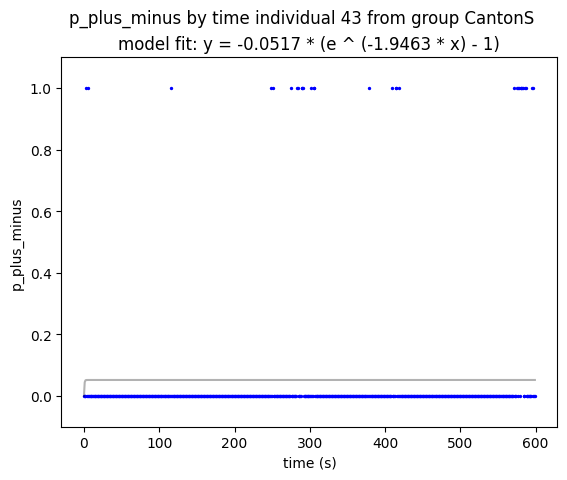 p_plus_minus by time individual 43 from group CantonS
model fit: y = -0.0517 * (e ^ (-1.9463 * x) - 1)
1.0
0.8
0.6
0.4
0.2
0.0
p_plus_minus
0 100 200 300 400 500 600
time (s)